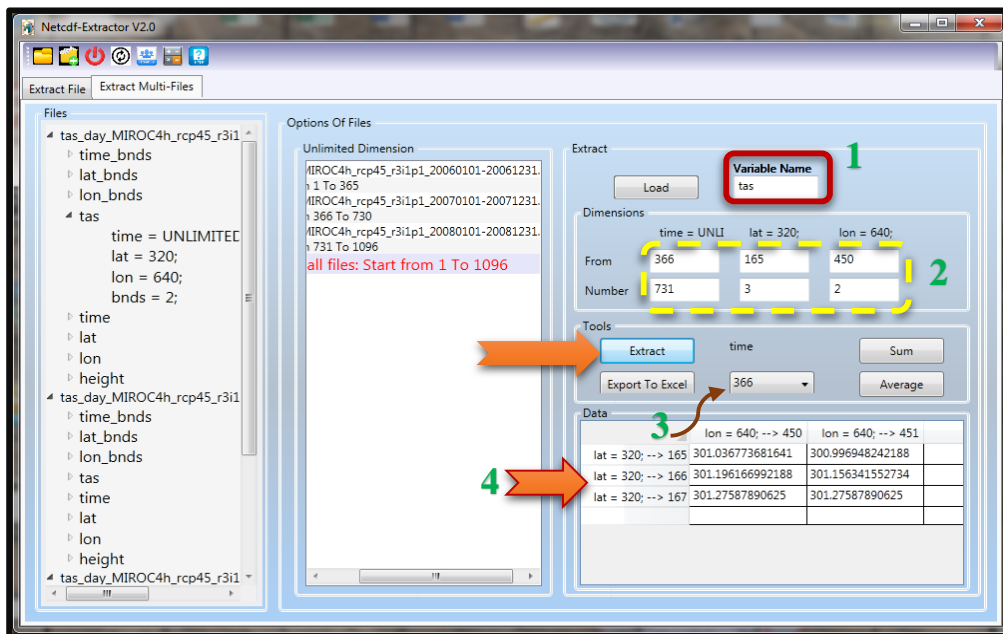 Netcdf-Extractor V2.0
Extract File
Extract Multi-Files
Files
tas_day_MIROC4h_rcp45_r3i1
time_bnds
lat_bnds
lon_bnds
tas
time = UNLIMITED
lat = 320;
lon = 640;
bnds = 2;
time
lat
lon
height
tas_day_MIROC4h_rcp45_r3i1
time_bnds
lat_bnds
lon_bnds
tas
time
lat
lon
height
tas_day_MIROC4h_rcp45_r3i1
Options Of Files
Unlimited Dimension
MIROC4h_rcp45_r3i1p1_20060101-20061231.
1 To 365
MIROC4h_rcp45_r3i1p1_20070101-20071231.
366 To 730
MIROC4h_rcp45_r3i1p1_20080101-20081231.
731 To 1096
all files: Start from 1 To 1096
Extract
Load
Variable Name
tas
1
Dimensions
time = UNLI lat = 320; lon = 640;
From 366 165 450
Number 731 3 2
2
Tools
Extract time Sum
Export To Excel 366 Average
3
Data
lon = 640; --> 450 lon = 640; --> 451
lat = 320; --> 165 301.036773681641 300.996948242188
lat = 320; --> 166 301.196166992188 301.156341552734
lat = 320; --> 167 301.27587890625 301.27587890625
4